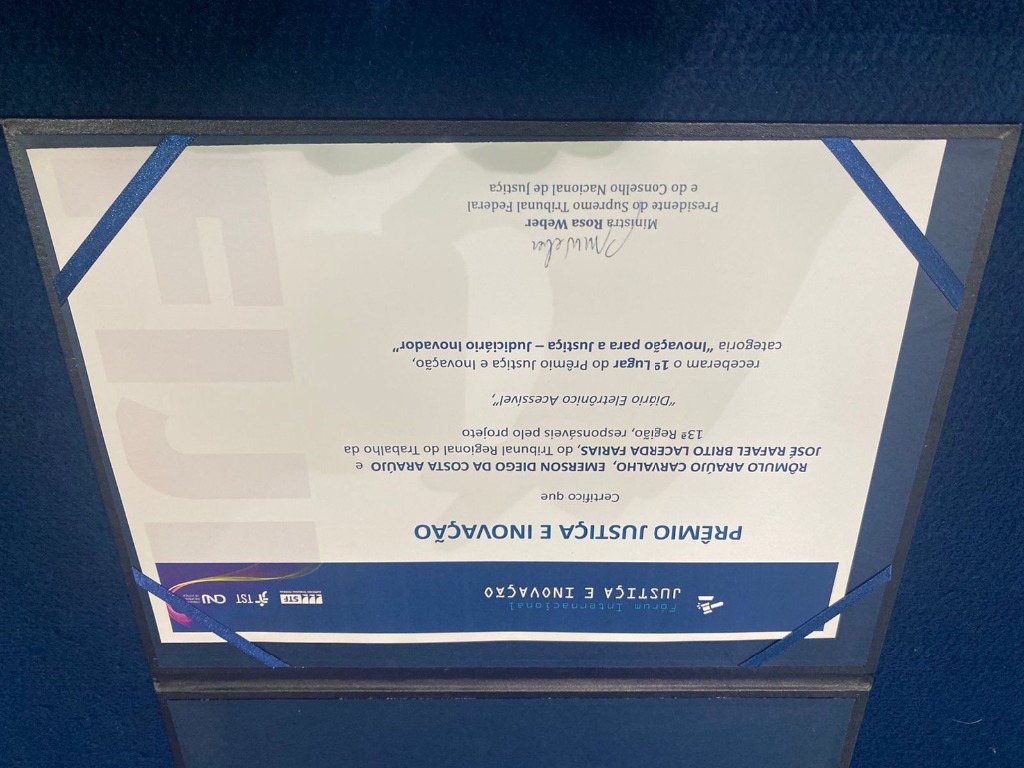 Fórum Internacional
JUSTIÇA E INOVAÇÃO
STF
TST
CNJ
PRÊMIO JUSTIÇA E INOVAÇÃO
Certifico que
RÔMULO ARAÚJO CARVALHO, EMERSON DIEGO DA COSTA ARAÚJO e
JOSÉ RAFAEL BRITO LACERDA FARIAS, do Tribunal Regional do Trabalho da
13ª Região, responsáveis pelo projeto
“Diário Eletrônico Acessível”,
receberam o 1º Lugar do Prêmio Justiça e Inovação,
categoria “Inovação para a Justiça – Judiciário Inovador”
Ministra Rosa Weber
Presidente do Supremo Tribunal Federal
e do Conselho Nacional de Justiça
FIJI